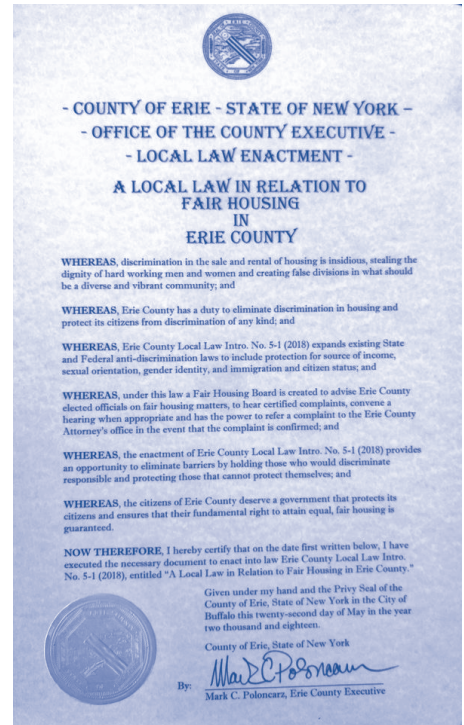 - COUNTY OF ERIE - STATE OF NEW YORK –
- OFFICE OF THE COUNTY EXECUTIVE -
- LOCAL LAW ENACTMENT -
A LOCAL LAW IN RELATION TO
FAIR HOUSING
IN
ERIE COUNTY
WHEREAS, discrimination in the sale and rental of housing is insidious, stealing the
dignity of hard working men and women and creating false divisions in what should
be a diverse and vibrant community; and
WHEREAS, Erie County has a duty to eliminate discrimination in housing and
protect its citizens from discrimination of any kind; and
WHEREAS, Erie County Local Law Intro. No. 5-1 (2018) expands existing State
and Federal anti-discrimination laws to include protection for source of income,
sexual orientation, gender identity, and immigration and citizen status; and
WHEREAS, under this law a Fair Housing Board is created to advise Erie County
elected officials on fair housing matters, to hear certified complaints, convene a
hearing when appropriate and has the power to refer a complaint to the Erie County
Attorney's office in the event that the complaint is confirmed; and
WHEREAS, the enactment of Erie County Local Law Intro. No. 5-1 (2018) provides
an opportunity to eliminate barriers by holding those who would discriminate
responsible and protecting those that cannot protect themselves; and
WHEREAS, the citizens of Erie County deserve a government that protects its
citizens and ensures that their fundamental right to attain equal, fair housing is
guaranteed.
NOW THEREFORE, I hereby certify that on the date first written below, I have
executed the necessary document to enact into law Erie County Local Law Intro.
No. 5-1 (2018), entitled "A Local Law in Relation to Fair Housing in Erie County."
Given under my hand and the Privy Seal of the
County of Erie, State of New York in the City of
Buffalo this twenty-second day of May in the year
two thousand and eighteen.
County of Erie, State of New York
Mark C Poloncarz
By:
Mark C. Poloncarz, Erie County Executive